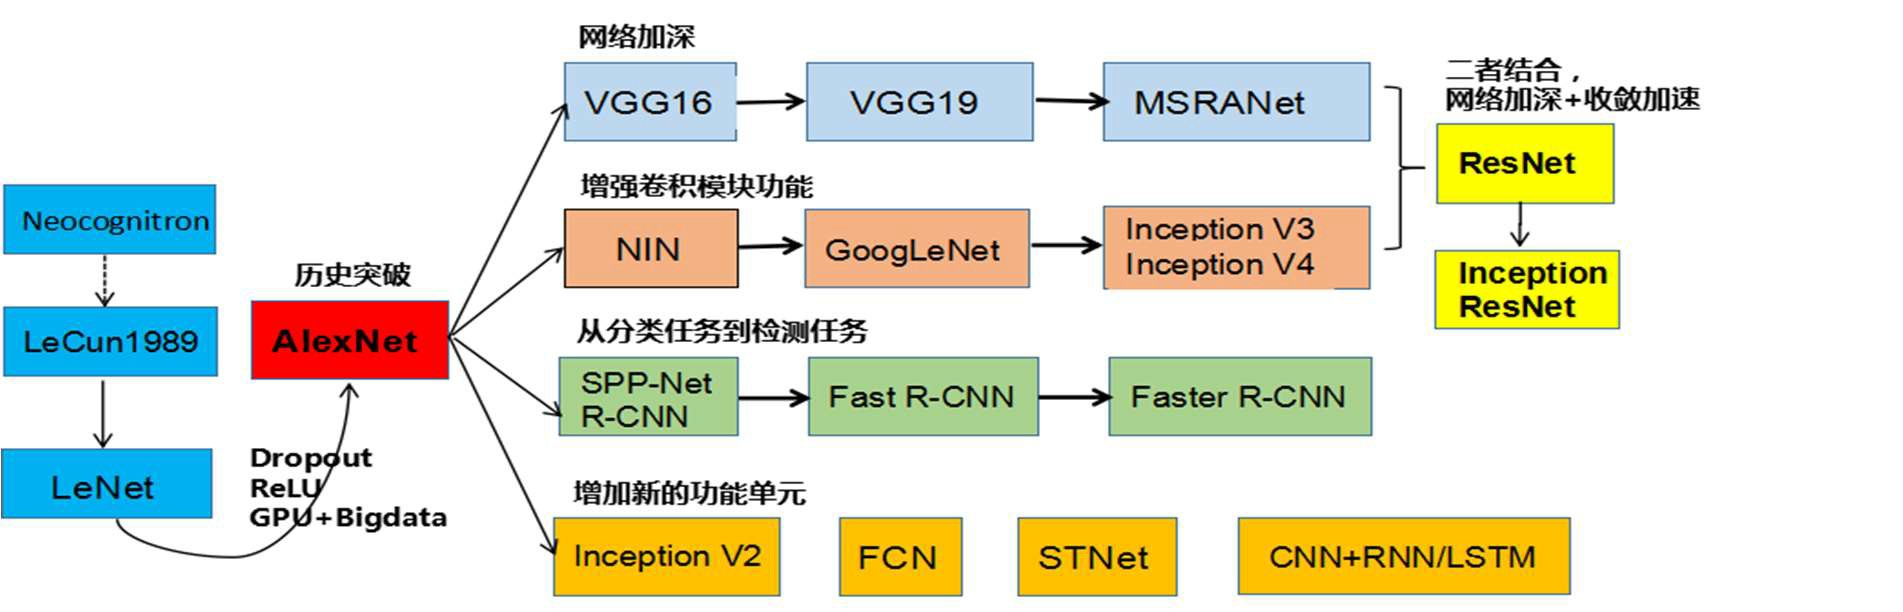 Neocognitron
LeCun1989
LeNet
历史突破
AlexNet
Dropout
ReLU
GPU+Bigdata
网络加深
VGG16
VGG19
MSRANet
增强卷积模块功能
NIN
GoogLeNet
Inception V3
Inception V4
二者结合，
网络加深+收敛加速
ResNet
Inception
ResNet
从分类任务到检测任务
SPP-Net
R-CNN
Fast R-CNN
Faster R-CNN
增加新的功能单元
Inception V2
FCN
STNet
CNN+RNN/LSTM